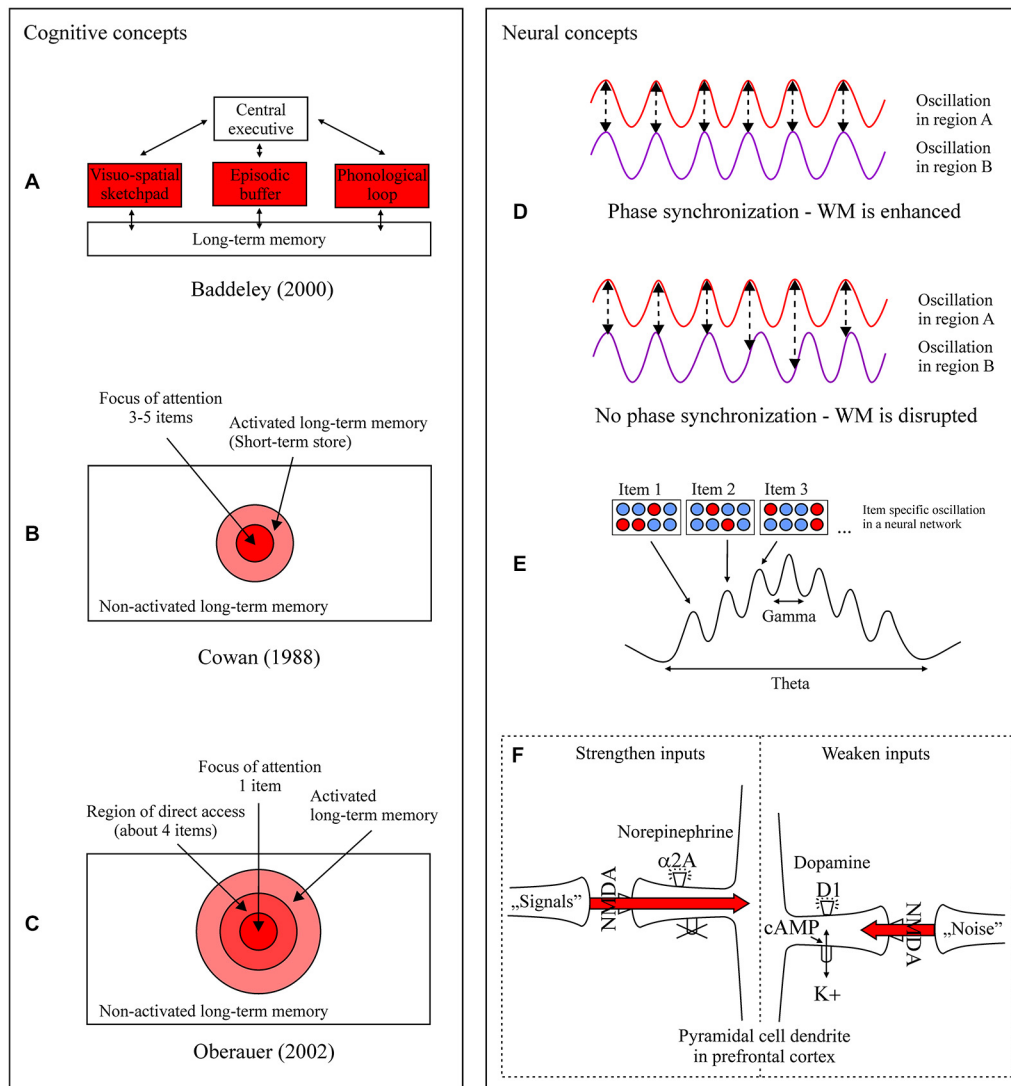 Cognitive concepts
Central
executive
Visuo-spatial
sketchpad
Episodic
buffer
Phonological
loop
A
Long-term memory
Baddeley (2000)
Focus of attention
3-5 items
Activated long-term memory
(Short-term store)
B
Non-activated long-term memory
Cowan (1988)
Focus of attention
1 item
Region of direct access
(about 4 items)
Activated
long-term memory
C
Non-activated long-term memory
Oberauer (2002)
Neural concepts
Oscillation
in region A
Oscillation
in region B
D
Phase synchronization - WM is enhanced
Oscillation
in region A
Oscillation
in region B
No phase synchronization - WM is disrupted
Item 1
Item 2
Item 3
...
Item specific oscillation
in a neural network
E
Gamma
Theta
F
Strengthen inputs
Weaken inputs
Norepinephrine
α2A
„Signals”
NMDA
Dopamine
D1
cAMP
NMDA
„Noise”
K+
Pyramidal cell dendrite
in prefrontal cortex